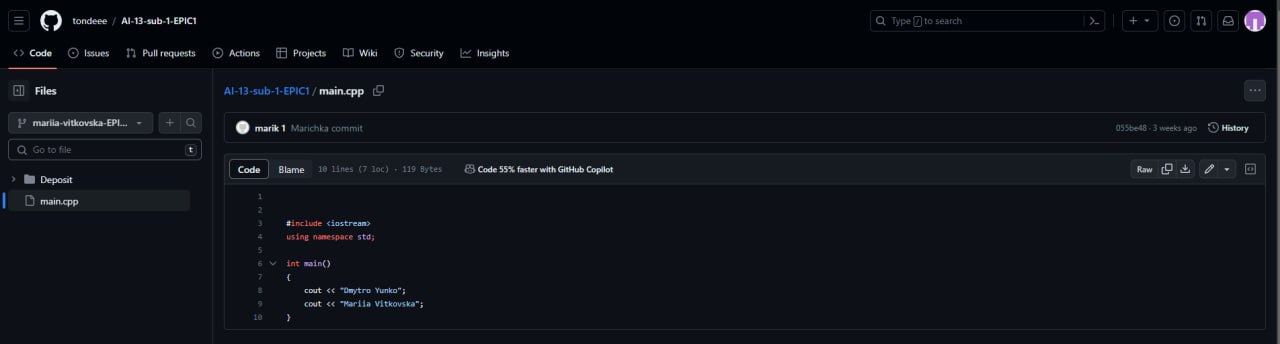 tondeee / AI-13-sub-1-EPIC1
Type / to search
Code Issues Pull requests Actions Projects Wiki Security Insights
Files
mariia-vitkovska-EPI...
Go to file t
Deposit
main.cpp
AI-13-sub-1-EPIC1 / main.cpp
marik 1 Marichka commit 055be48 · 3 weeks ago History
Code Blame 10 lines (7 loc) · 119 Bytes Code 55% faster with GitHub Copilot Raw
1
2
3 #include <iostream>
4 using namespace std;
5
6 int main()
7 {
8 cout << "Dmytro Yunko";
9 cout << "Mariia Vitkovska";
10 }